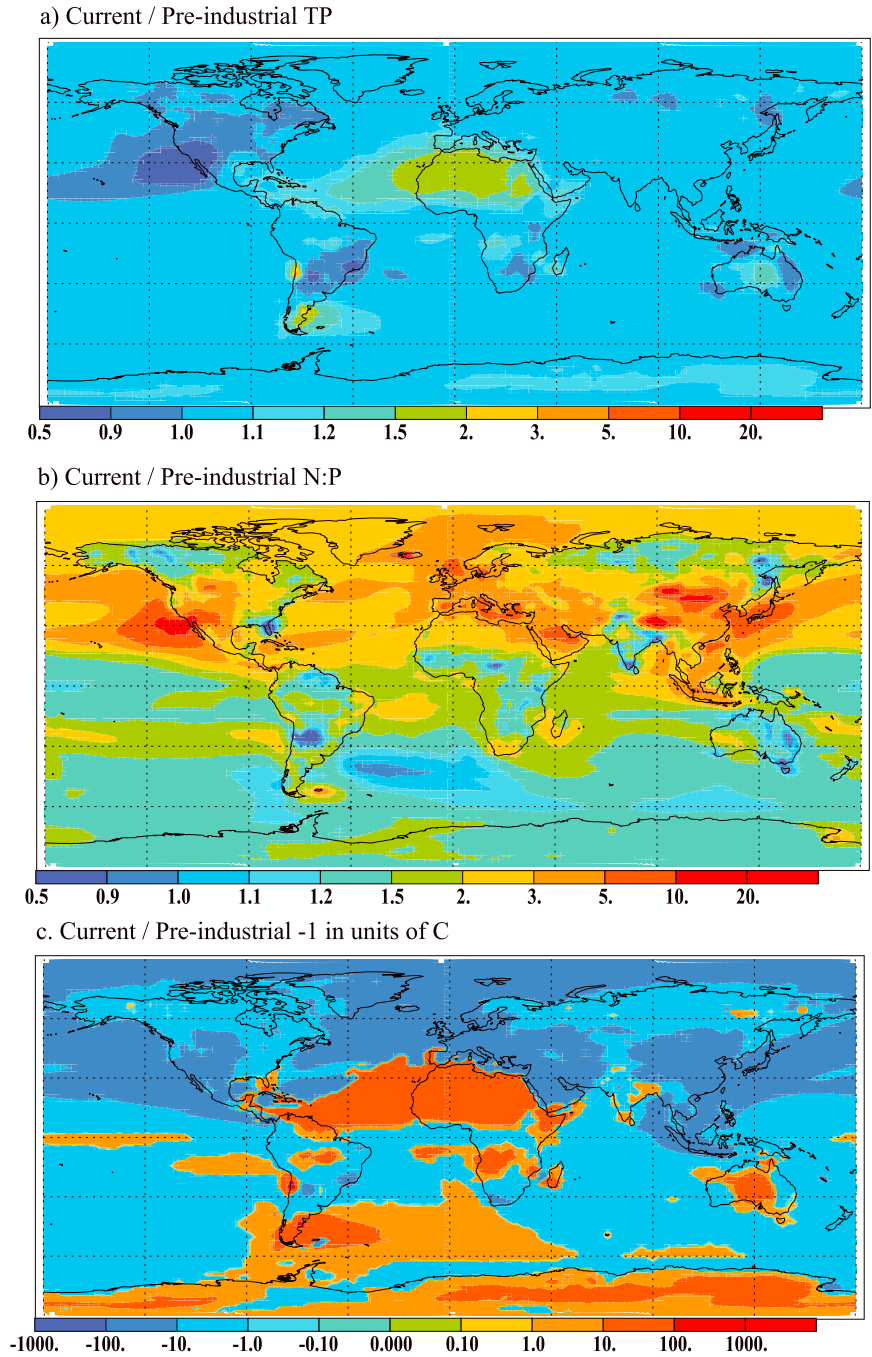 a) Current / Pre-industrial TP
0.5 0.9 1.0 1.1 1.2 1.5 2. 3. 5. 10. 20.
b) Current / Pre-industrial N:P
0.5 0.9 1.0 1.1 1.2 1.5 2. 3. 5. 10. 20.
c. Current / Pre-industrial -1 in units of C
-1000. -100. -10. -1.0 -0.10 0.000 0.10 1.0 10. 100. 1000.